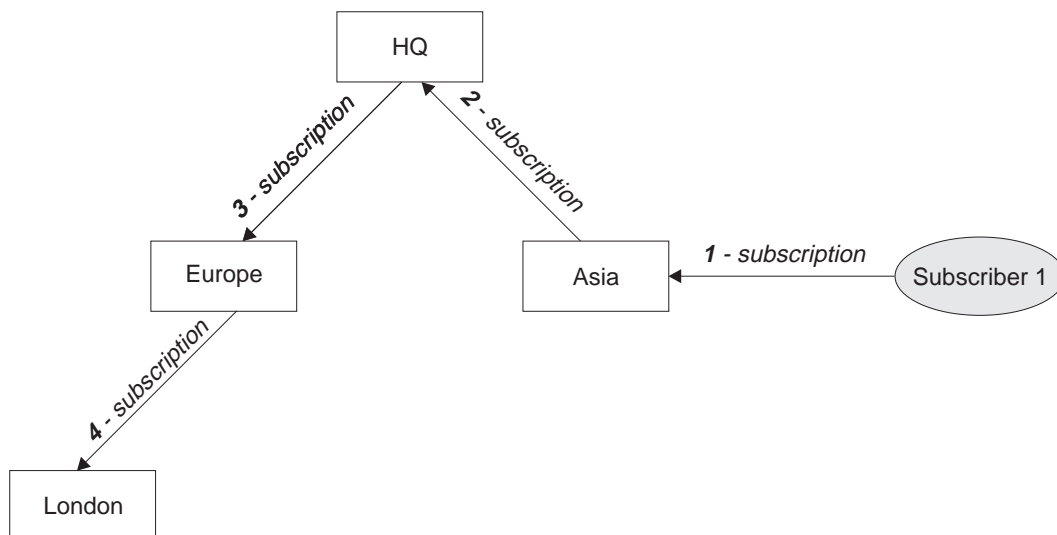 HQ
2 - subscription
3 - subscription
Europe
Asia
1 - subscription
Subscriber 1
4 - subscription
London